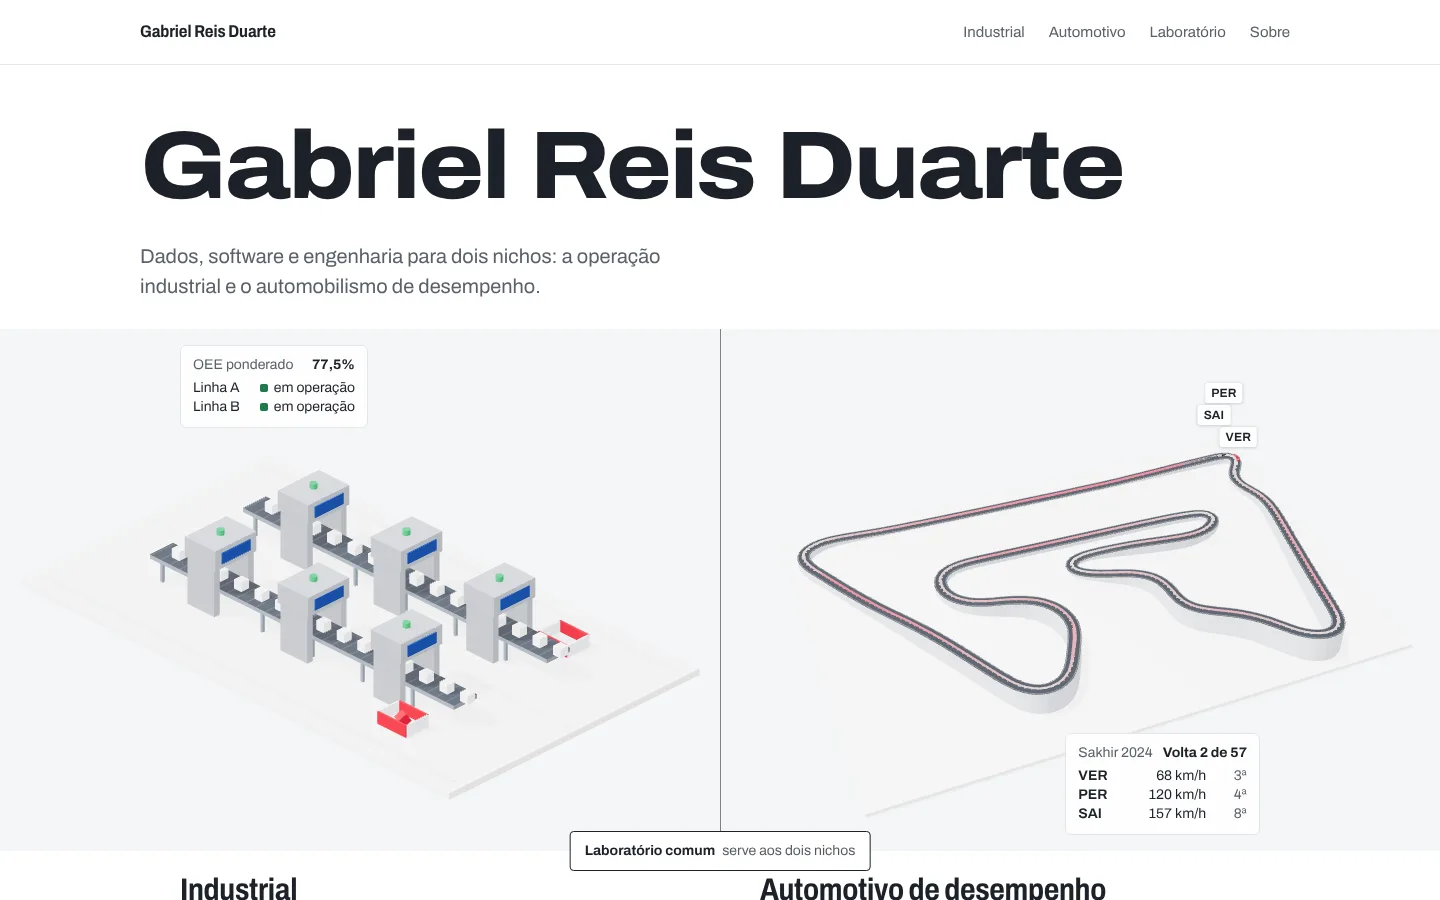 Gabriel Reis Duarte
Industrial Automotivo Laboratório Sobre
Gabriel Reis Duarte
Dados, software e engenharia para dois nichos: a operação
industrial e o automobilismo de desempenho.
OEE ponderado 77,5%
Linha A em operação
Linha B em operação
PER
SAI
VER
Sakhir 2024 Volta 2 de 57
VER 68 km/h 3ª
PER 120 km/h 4ª
SAI 157 km/h 8ª
Laboratório comum serve aos dois nichos
Industrial
Automotivo de desempenho